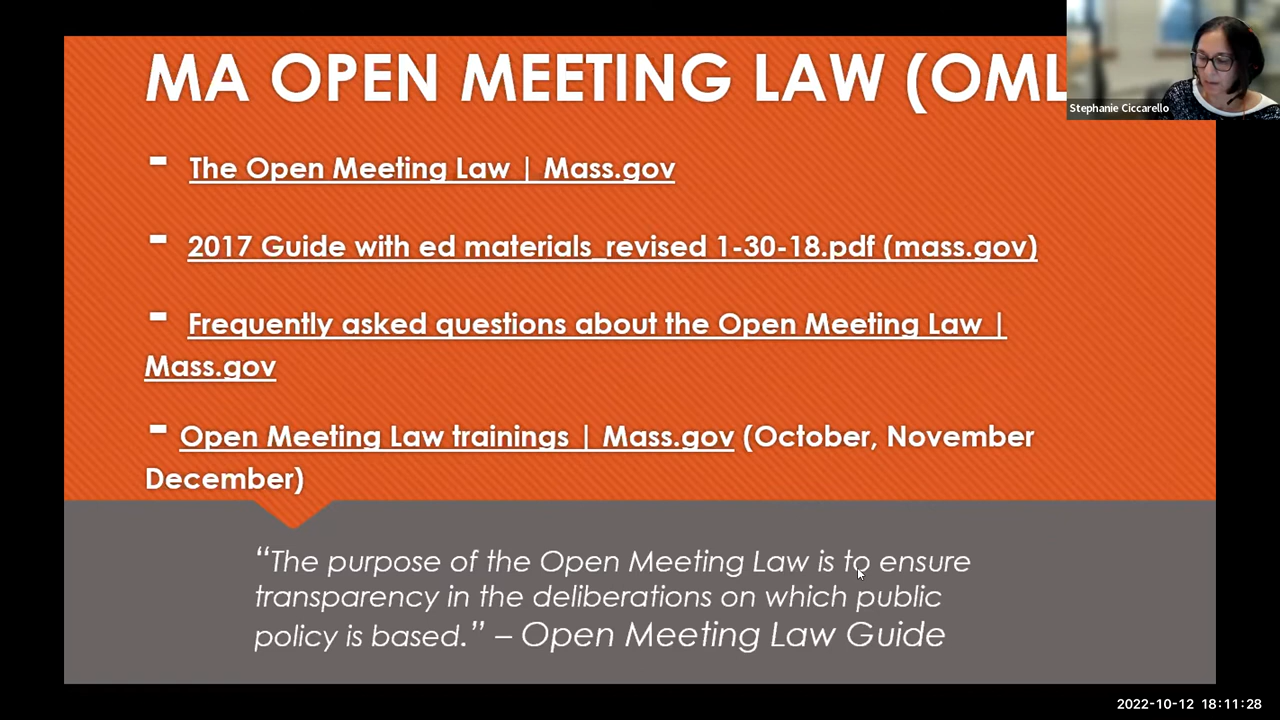 MA OPEN MEETING LAW (OML
Stephanie Ciccarello
- The Open Meeting Law | Mass.gov
- 2017 Guide with ed materials_revised 1-30-18.pdf (mass.gov)
- Frequently asked questions about the Open Meeting Law |
Mass.gov
- Open Meeting Law trainings | Mass.gov (October, November
December)
“The purpose of the Open Meeting Law is to ensure
transparency in the deliberations on which public
policy is based.” – Open Meeting Law Guide
2022-10-12 18:11:28